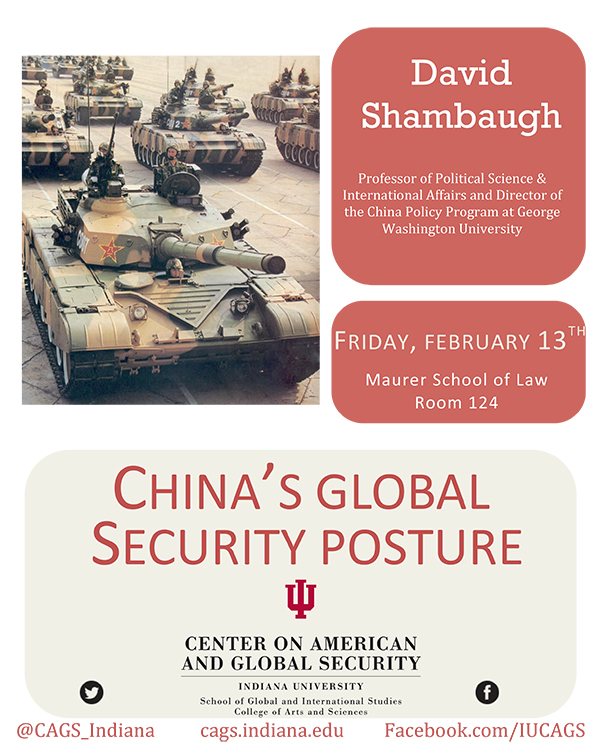 David
Shambaugh
Professor of Political Science &
International Affairs and Director of
the China Policy Program at George
Washington University
FRIDAY, FEBRUARY 13TH
Maurer School of Law
Room 124
CHINA'S GLOBAL
SECURITY POSTURE
CENTER ON AMERICAN
AND GLOBAL SECURITY
INDIANA UNIVERSITY
School of Global and International Studies
College of Arts and Sciences
@CAGS_Indiana
cags.indiana.edu
Facebook.com/IUCAGS